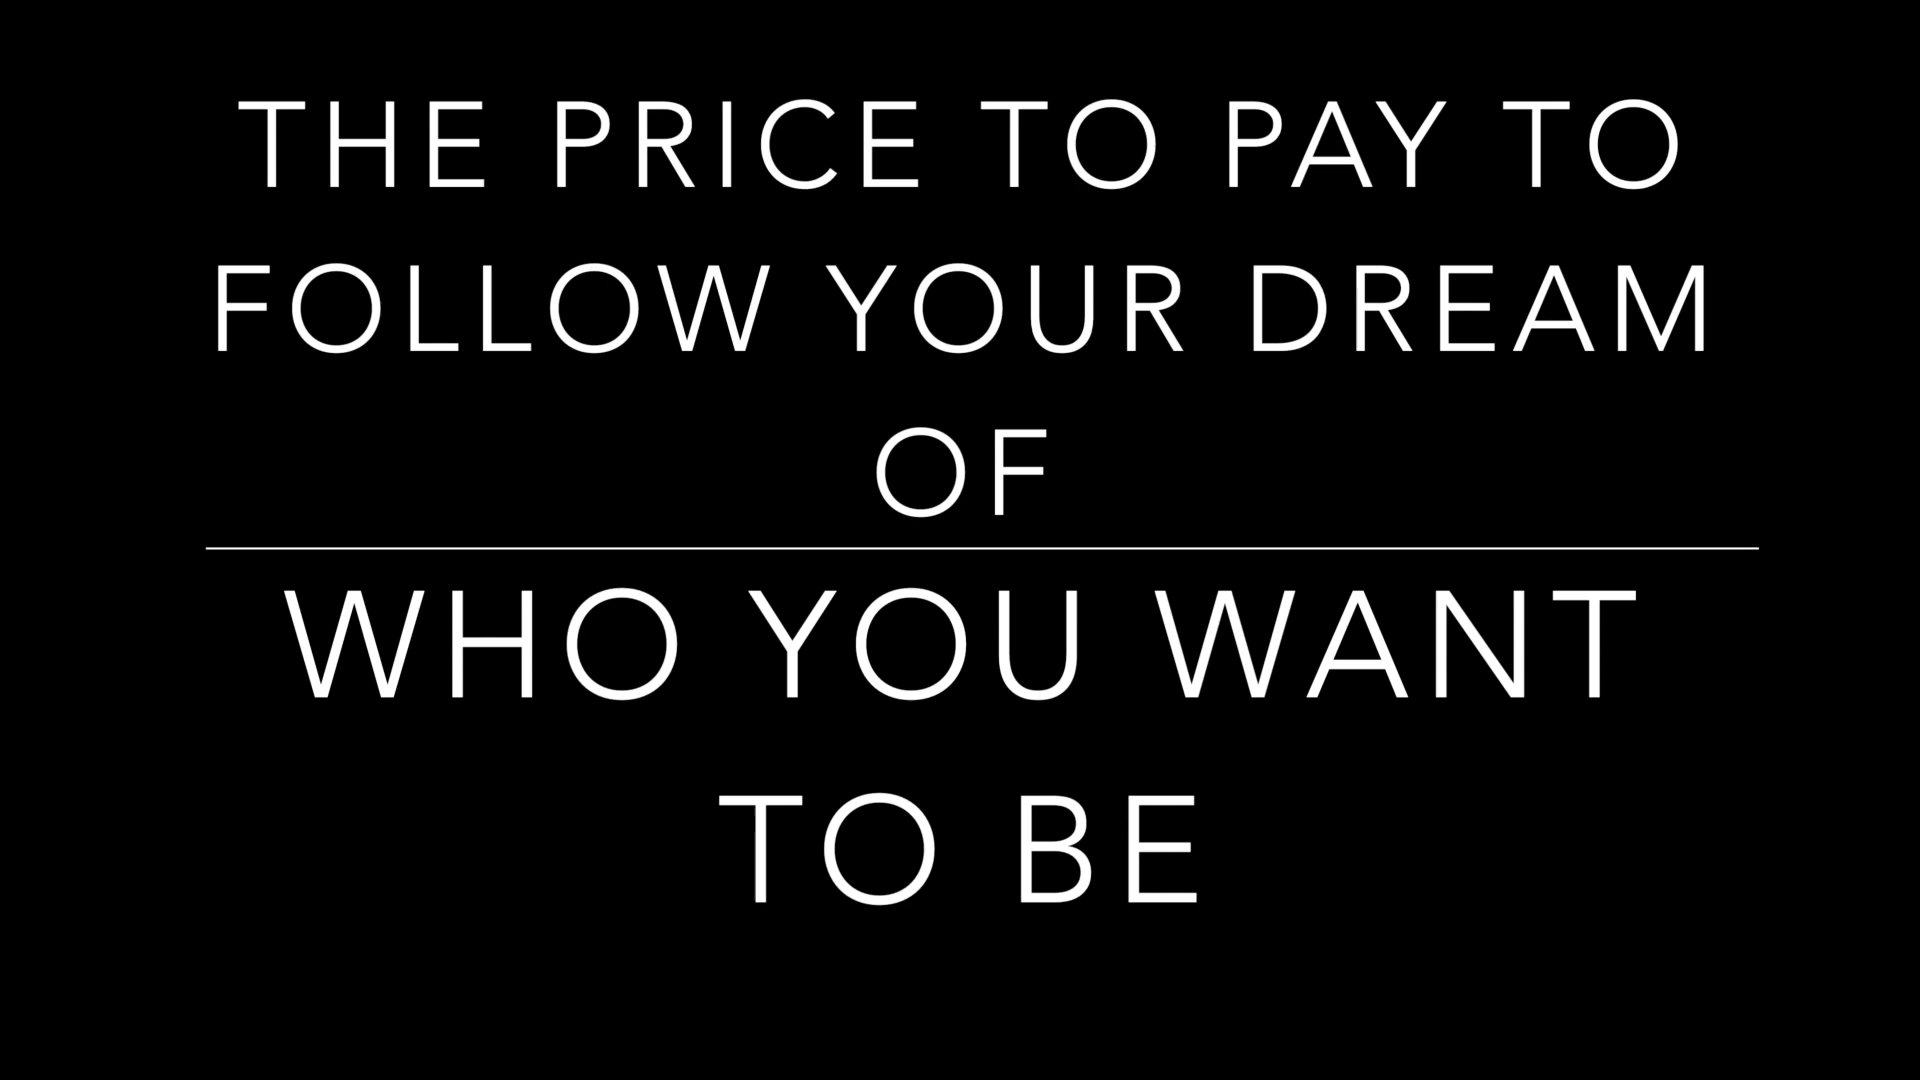 THE PRICE TO PAY TO
FOLLOW YOUR DREAM
OF
WHO YOU WANT
TO BE